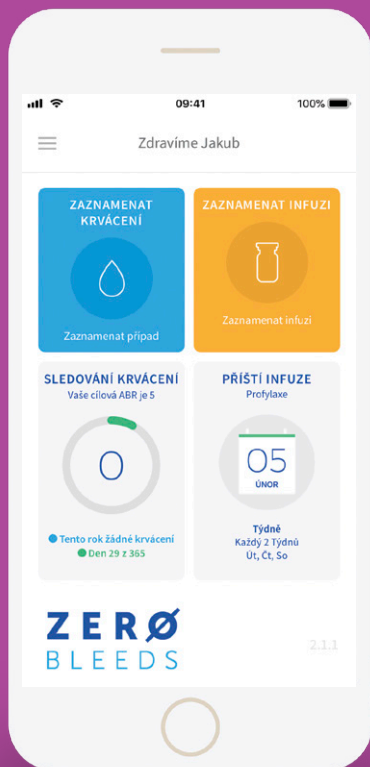 09:41
100%
Zdravíme Jakub
ZAZNAMENAT
KRVÁCENÍ
Zaznamenat případ
ZAZNAMENAT INFUZI
Zaznamenat infuzi
SLEDOVÁNÍ KRVÁCENÍ
Vaše cílová ABR je 5
0
Tento rok žádné krvácení
Den 29 z 365
PŘÍŠTÍ INFUZE
Profylaxe
05
ÚNOR
Týdně
Každý 2 Týdnů
Út, Čt, So
ZERØ
BLEEDS
2.1.1